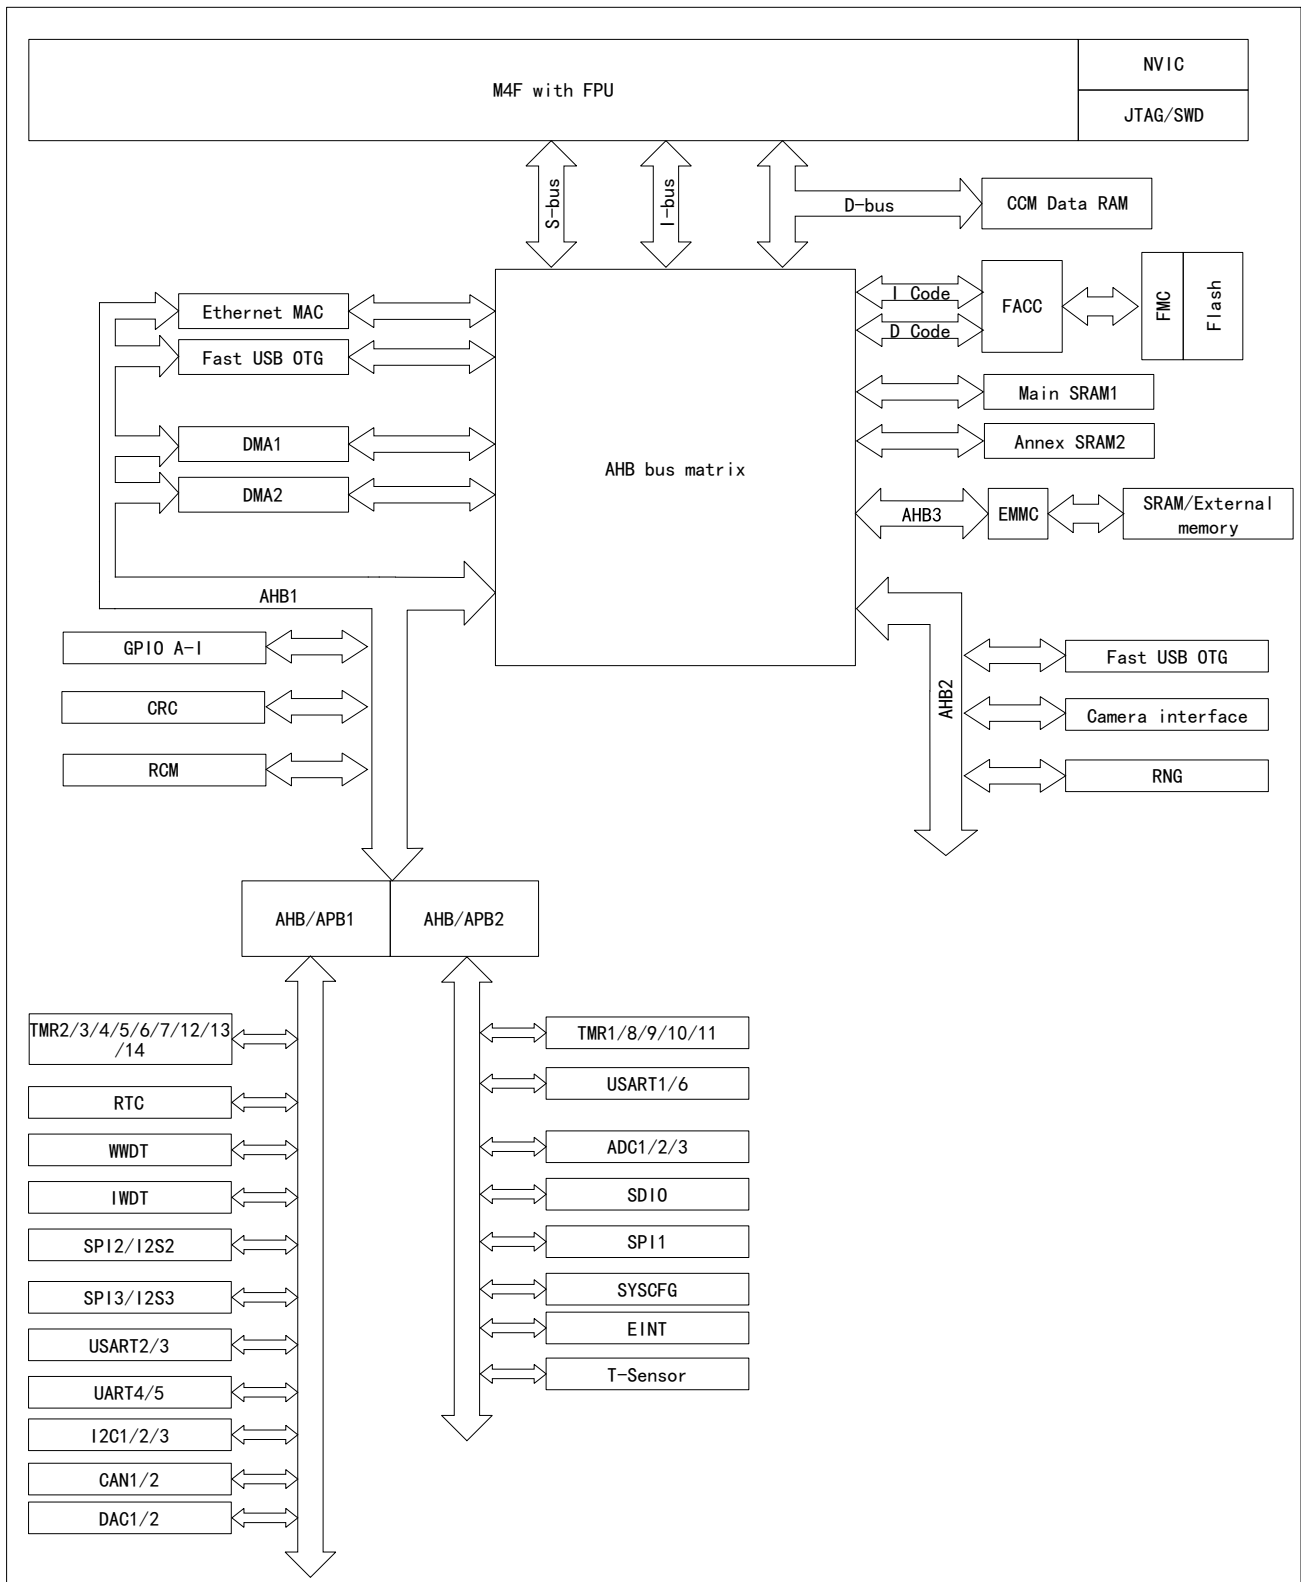 M4F with FPU
NVIC
JTAG/SWD
S-bus
I-bus
D-bus
CCM Data RAM
Ethernet MAC
Fast USB OTG
DMA1
DMA2
AHB bus matrix
I Code
D Code
FACC
FMC
Flash
Main SRAM1
Annex SRAM2
AHB3
EMMC
SRAM/External
memory
AHB1
GPIO A-I
CRC
RCM
AHB2
Fast USB OTG
Camera interface
RNG
AHB/APB1
AHB/APB2
TMR2/3/4/5/6/7/12/13
/14
RTC
WWDT
IWDT
SPI2/I2S2
SPI3/I2S3
USART2/3
UART4/5
I2C1/2/3
CAN1/2
DAC1/2
TMR1/8/9/10/11
USART1/6
ADC1/2/3
SDIO
SPI1
SYSCFG
EINT
T-Sensor